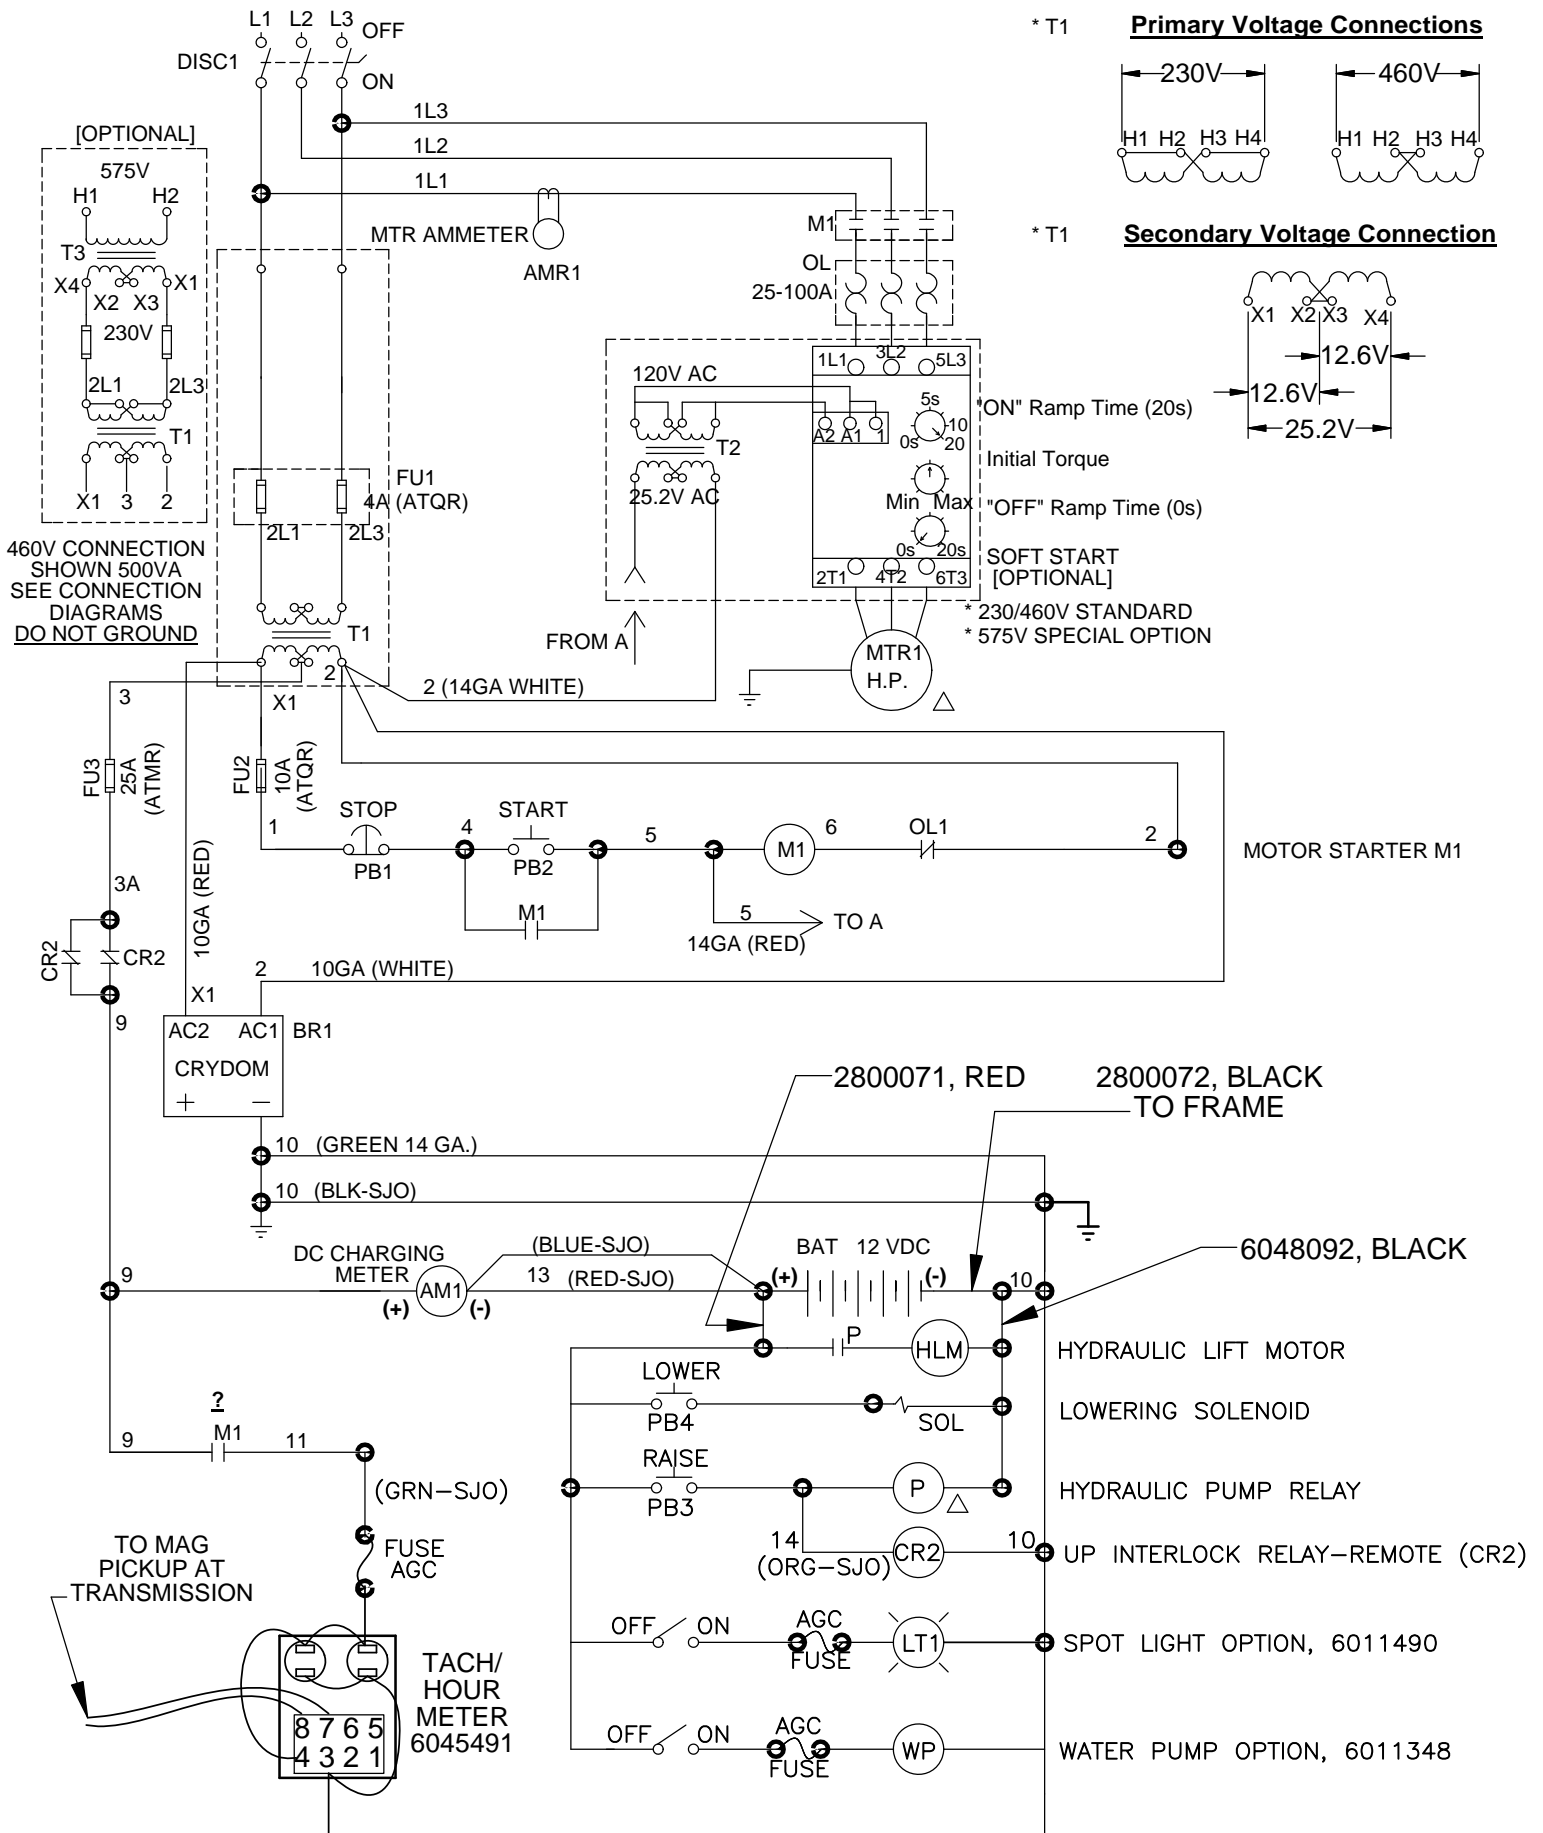 L1 L2 L3
OFF
DISC1
ON
* T1 Primary Voltage Connections
230V 460V
H1 H2 H3 H4
H1 H2 H3 H4
* T1 Secondary Voltage Connection
X1 X2 X3 X4
12.6V
12.6V
25.2V
1L3
1L2
1L1
MTR AMMETER
AMR1
M1
OL
25-100A
[OPTIONAL]
575V
H1 H2
T3
X4 X1
X2 X3
230V
2L1 2L3
T1
X1 3 2
460V CONNECTION
SHOWN 500VA
SEE CONNECTION
DIAGRAMS
DO NOT GROUND
FU1
4A (ATQR)
2L1 2L3
T1
2
X1
120V AC
T2
25.2V AC
FROM A
1L1 3L2 5L3
A2 A1 1
5s
10
0s 20
"ON" Ramp Time (20s)
Initial Torque
Min Max
"OFF" Ramp Time (0s)
0s 20s
SOFT START
[OPTIONAL]
2T1 4T2 6T3
* 230/460V STANDARD
* 575V SPECIAL OPTION
MTR1
H.P.
2 (14GA WHITE)
3
FU3
25A
(ATMR)
FU2
10A
(ATQR)
1
STOP
PB1
4
START
PB2
M1
5
M1
6
OL1
2
MOTOR STARTER M1
5
14GA (RED)
TO A
3A
CR2
CR2
9
10GA (RED)
X1
2 10GA (WHITE)
AC2 AC1
BR1
CRYDOM
+ −
2800071, RED
2800072, BLACK
TO FRAME
10 (GREEN 14 GA.)
10 (BLK-SJO)
6048092, BLACK
9
DC CHARGING
METER
AM1
(+) (-)
(BLUE-SJO)
13 (RED-SJO)
BAT 12 VDC
(+) (-)
10
P
HLM
HYDRAULIC LIFT MOTOR
LOWER
PB4
SOL
LOWERING SOLENOID
RAISE
PB3
P
HYDRAULIC PUMP RELAY
14
(ORG-SJO)
CR2
10
UP INTERLOCK RELAY-REMOTE (CR2)
OFF ON
AGC
FUSE
LT1
SPOT LIGHT OPTION, 6011490
OFF ON
AGC
FUSE
WP
WATER PUMP OPTION, 6011348
?
9 M1 11
(GRN-SJO)
FUSE
AGC
TO MAG
PICKUP AT
TRANSMISSION
8 7 6 5
4 3 2 1
TACH/
HOUR
METER
6045491